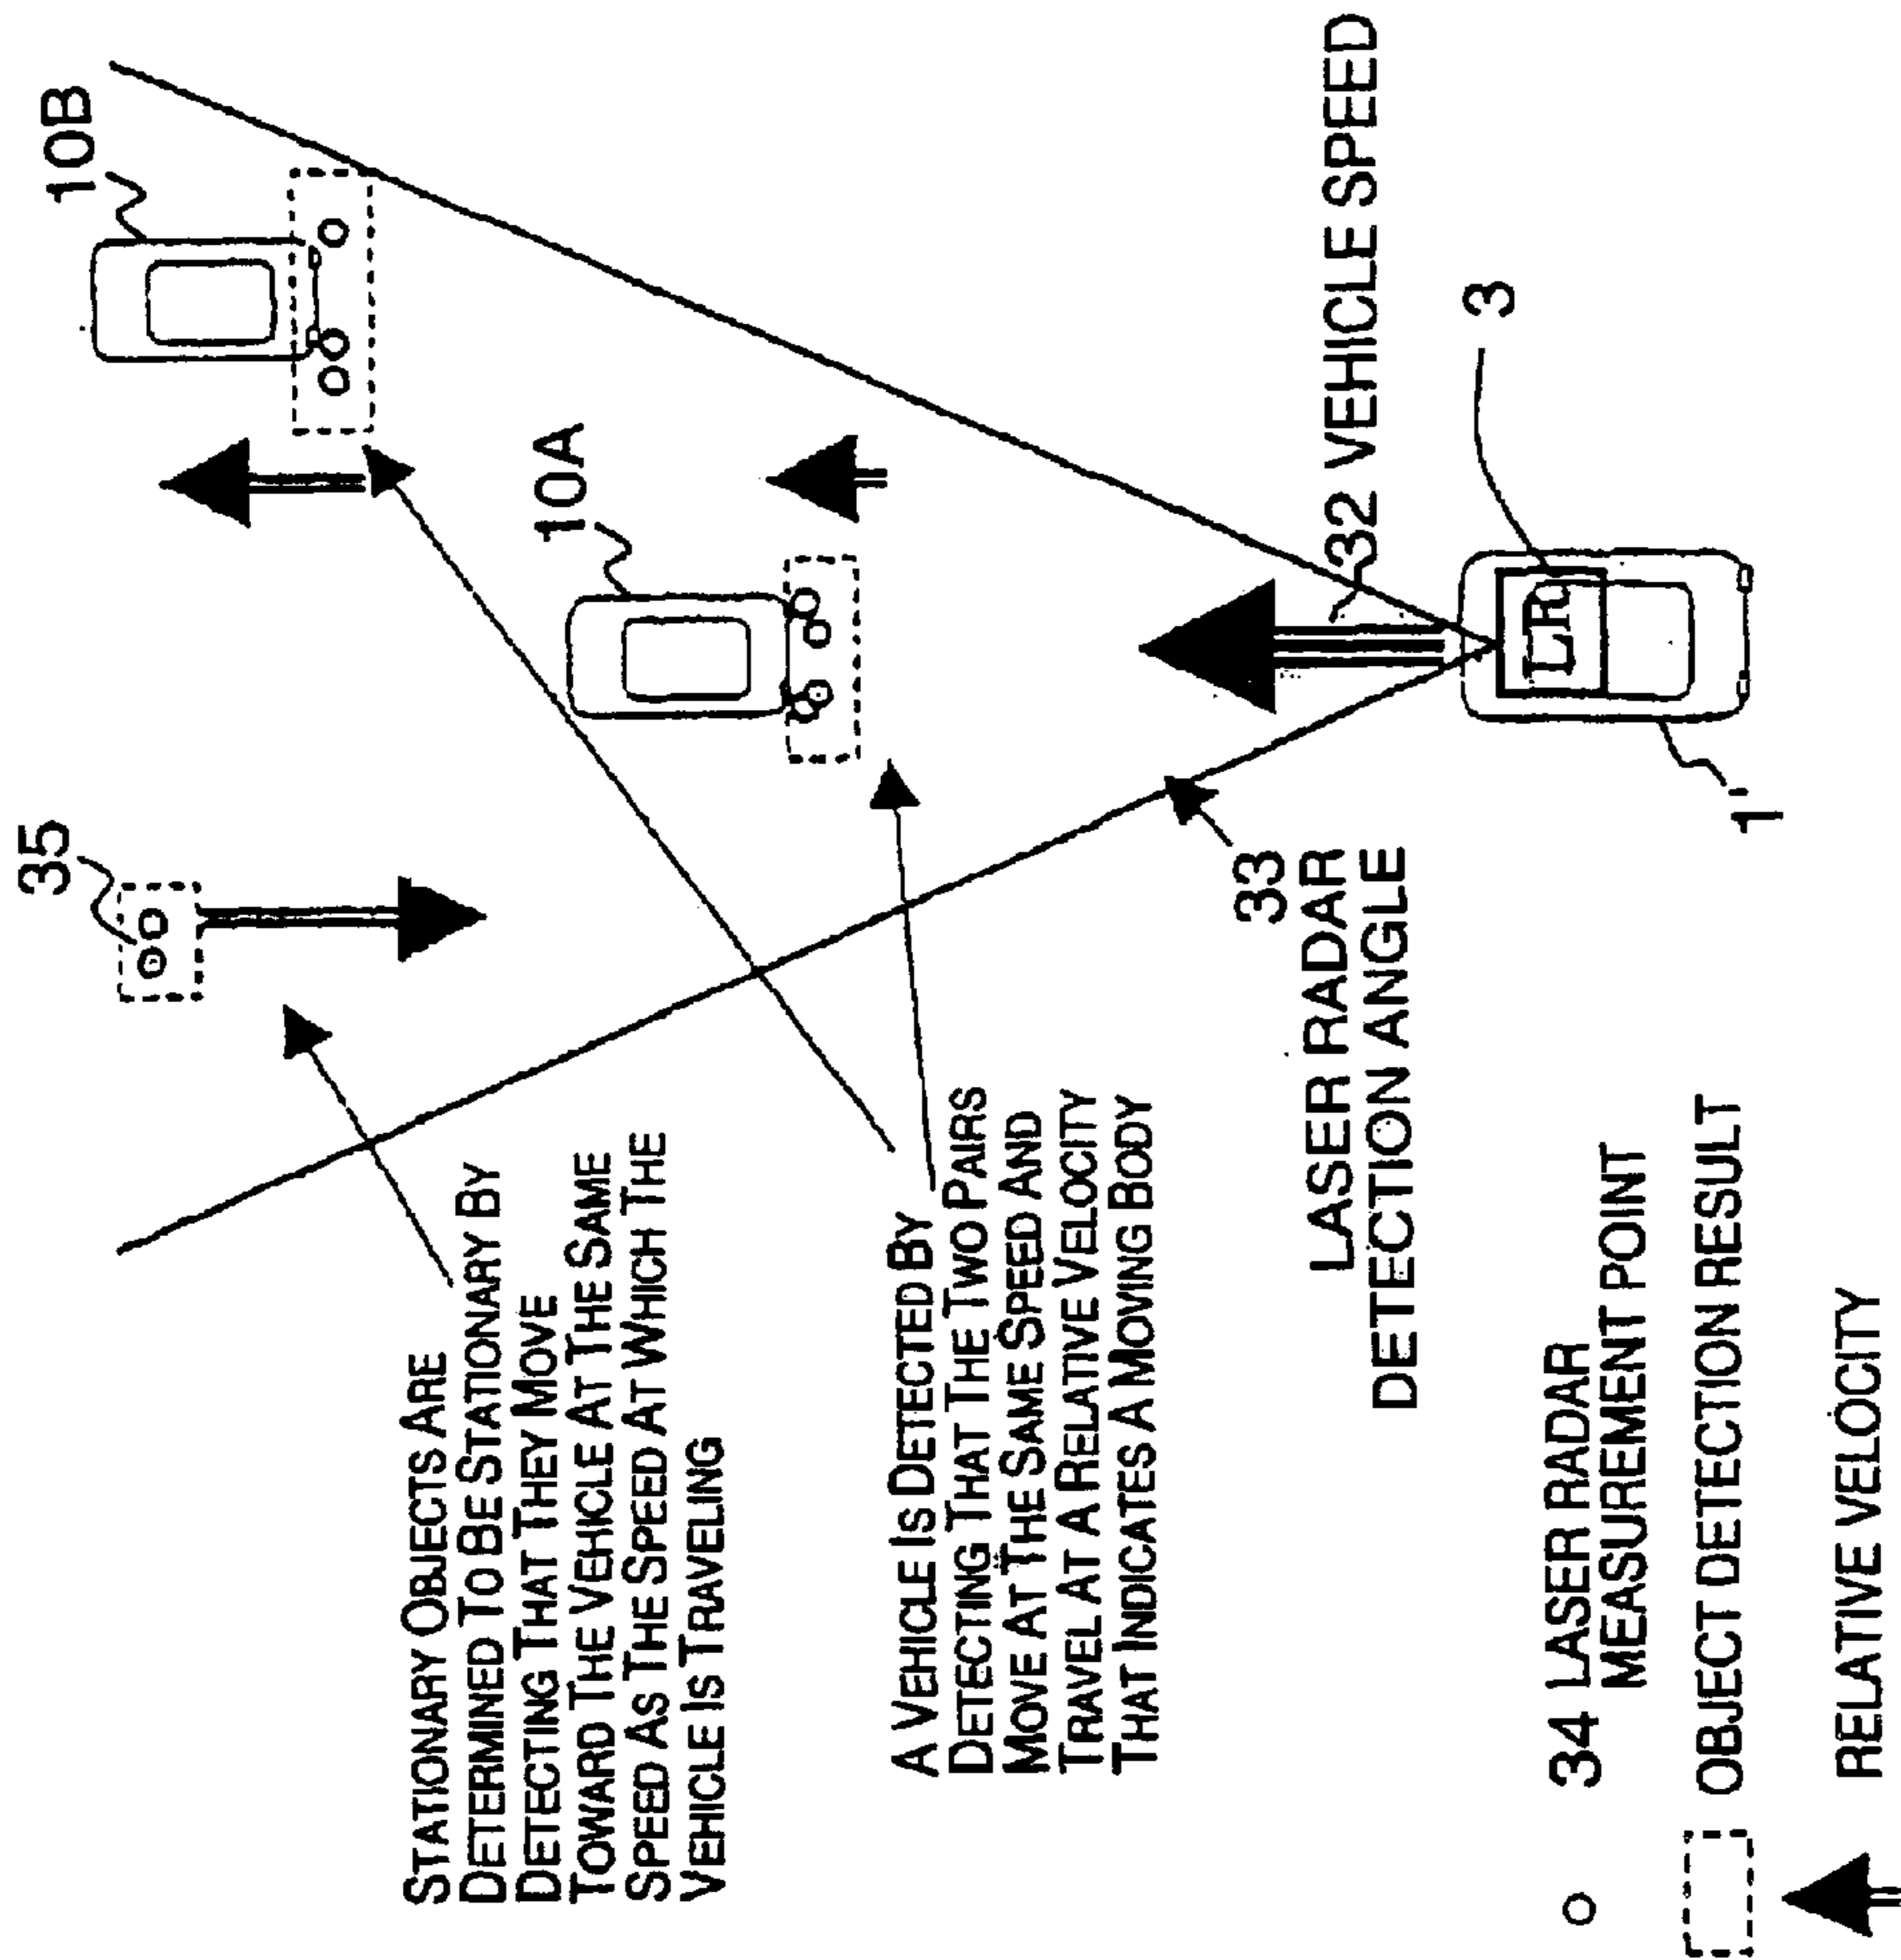 35
10B
10A
32 VEHICLE SPEED
3
LR
1'
33
LASER RADAR
DETECTION ANGLE
STATIONARY OBJECTS ARE
DETERMINED TO BE STATIONARY BY
DETECTING THAT THEY MOVE
TOWARD THE VEHICLE AT THE SAME
SPEED AS THE SPEED AT WHICH THE
VEHICLE IS TRAVELING
A VEHICLE IS DETECTED BY
DETECTING THAT THE TWO PAIRS
MOVE AT THE SAME SPEED AND
TRAVEL AT A RELATIVE VELOCITY
THAT INDICATES A MOVING BODY
34 LASER RADAR
MEASUREMENT POINT
OBJECT DETECTION RESULT
RELATIVE VELOCITY